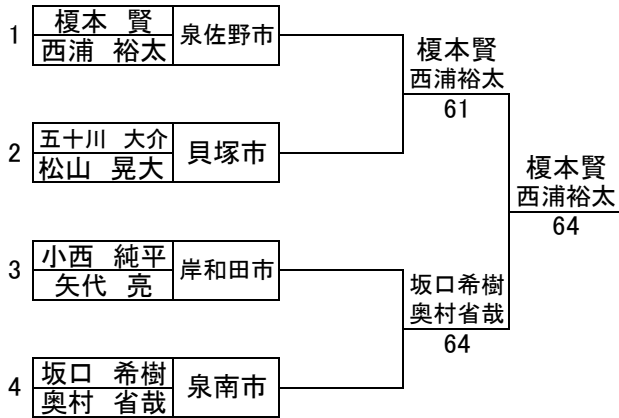 1 榎本 賢 泉佐野市
西浦 裕太
榎本賢
西浦裕太
61
2 五十川 大介 貝塚市
松山 晃大
榎本賢
西浦裕太
64
3 小西 純平 岸和田市
矢代 亮
坂口希樹
奥村省哉
64
4 坂口 希樹 泉南市
奥村 省哉